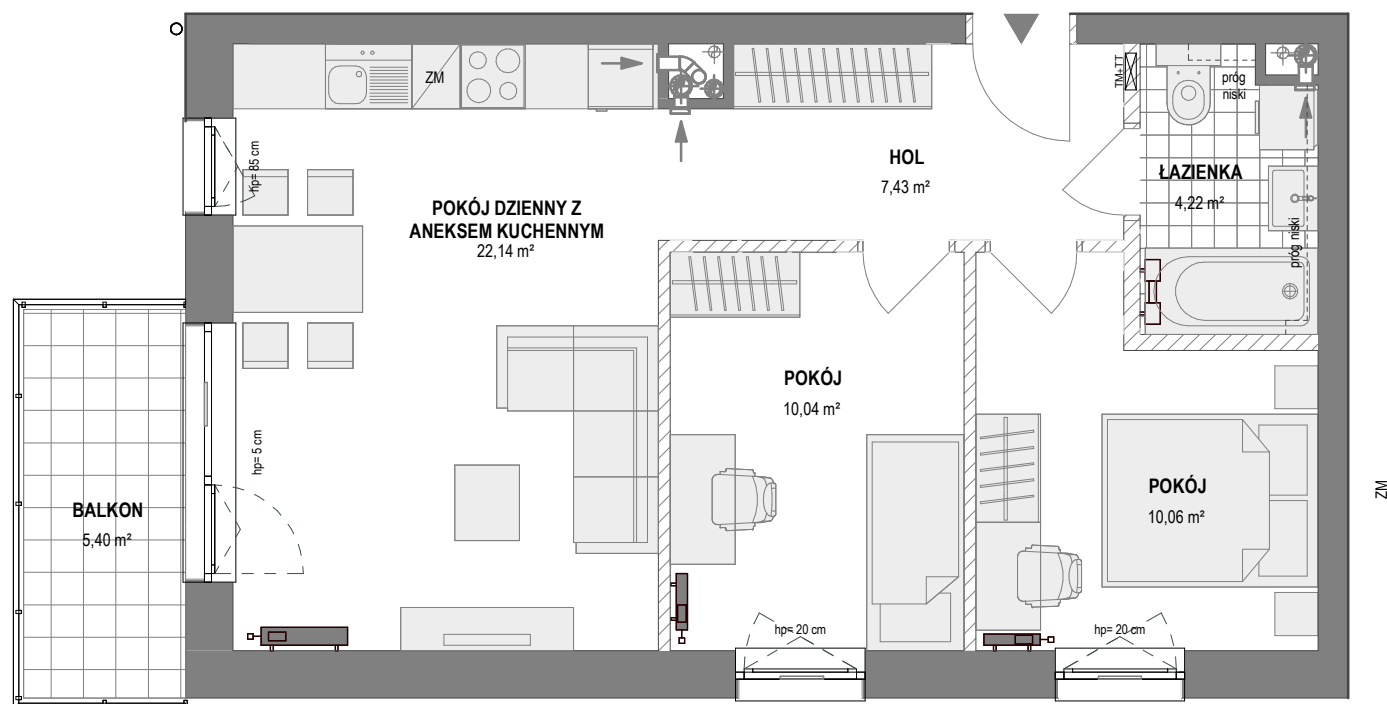 ZM
TM+TT
próg
niski
hp= 85 cm
HOL
7,43 m²
ŁAZIENKA
4,22 m²
POKÓJ DZIENNY Z
ANEKSEM KUCHENNYM
22,14 m²
próg niski
POKÓJ
10,04 m²
hp= 5 cm
BALKON
5,40 m²
POKÓJ
10,06 m²
ZM
hp= 20 cm
hp= 20 cm